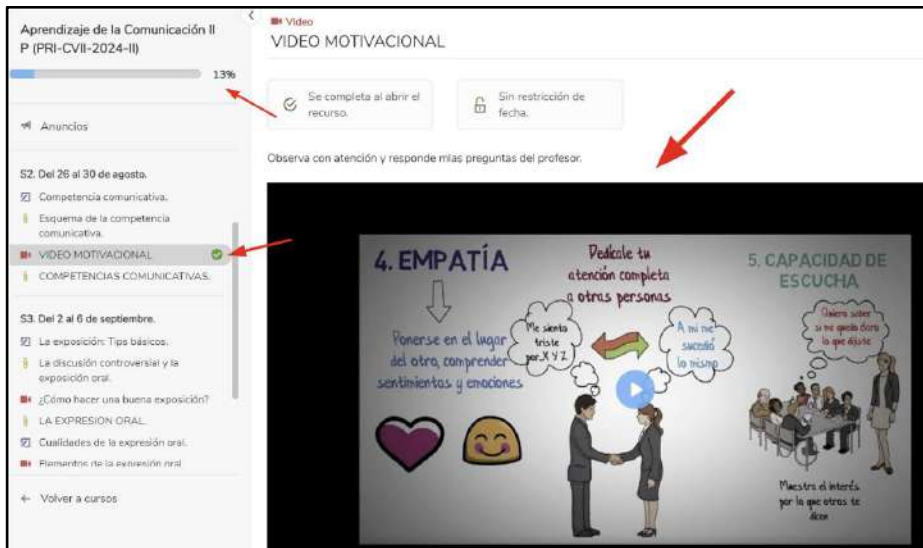 Aprendizaje de la Comunicación II
P (PRI-CVII-2024-II)
13%
Anuncios
S2. Del 26 al 30 de agosto.
Competencia comunicativa.
Esquema de la competencia
comunicativa.
VIDEO MOTIVACIONAL
COMPETENCIAS COMUNICATIVAS.
S3. Del 2 al 6 de septiembre.
La exposición: Tips básicos.
La discusión controversial y la
exposición oral.
¿Cómo hacer una buena exposición?
LA EXPRESION ORAL.
Cualidades de la expresión oral.
Elementos de la expresión oral
Volver a cursos
Video
VIDEO MOTIVACIONAL
Se completa al abrir el
recurso.
Sin restricción de
fecha.
Observa con atención y responde mlas preguntas del profesor.
4. EMPATÍA
Ponerse en el lugar
del otro, comprender
sentimientos y emociones
Dedícale tu
atención completa
a otras personas
Me siento
triste
por X Y Z
A mi me
sucedió
lo mismo
5. CAPACIDAD DE
ESCUCHA
Quiero saber
si me quedó claro
lo que dijiste
Muestra el interés
por lo que otros te
dicen